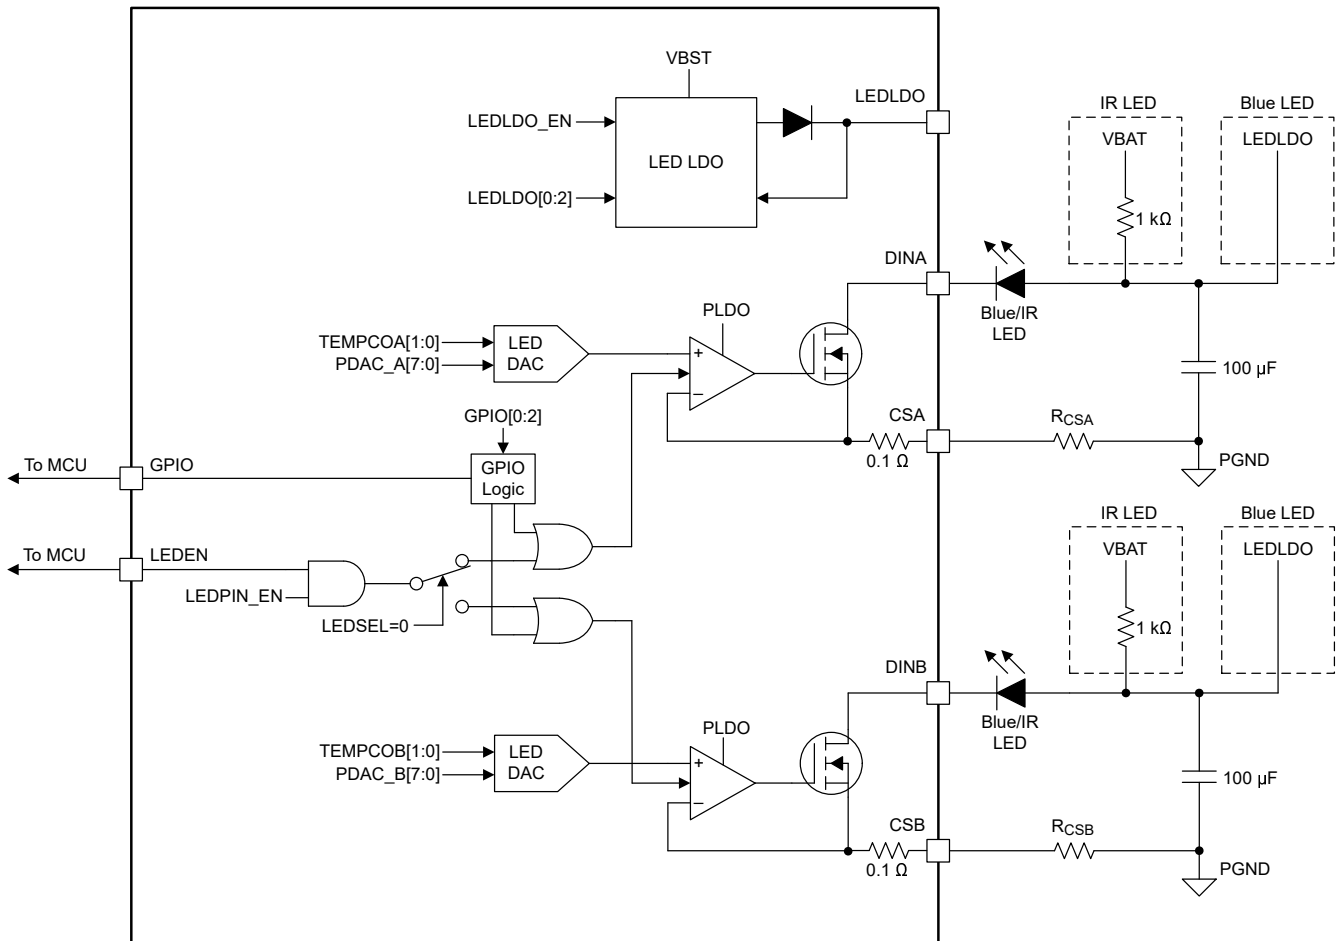 VBST
LEDLDO
LEDLDO_EN
LED LDO
LEDLDO[0:2]
IR LED
VBAT
1 kΩ
Blue LED
LEDLDO
DINA
Blue/IR
LED
PLDO
TEMPCOA[1:0]
PDAC_A[7:0]
LED
DAC
+
−
100 µF
CSA
0.1 Ω
RCSA
PGND
GPIO[0:2]
To MCU
GPIO
GPIO
Logic
To MCU
LEDEN
LEDPIN_EN
LEDSEL=0
IR LED
VBAT
1 kΩ
Blue LED
LEDLDO
DINB
Blue/IR
LED
PLDO
TEMPCOB[1:0]
PDAC_B[7:0]
LED
DAC
+
−
100 µF
CSB
0.1 Ω
RCSB
PGND